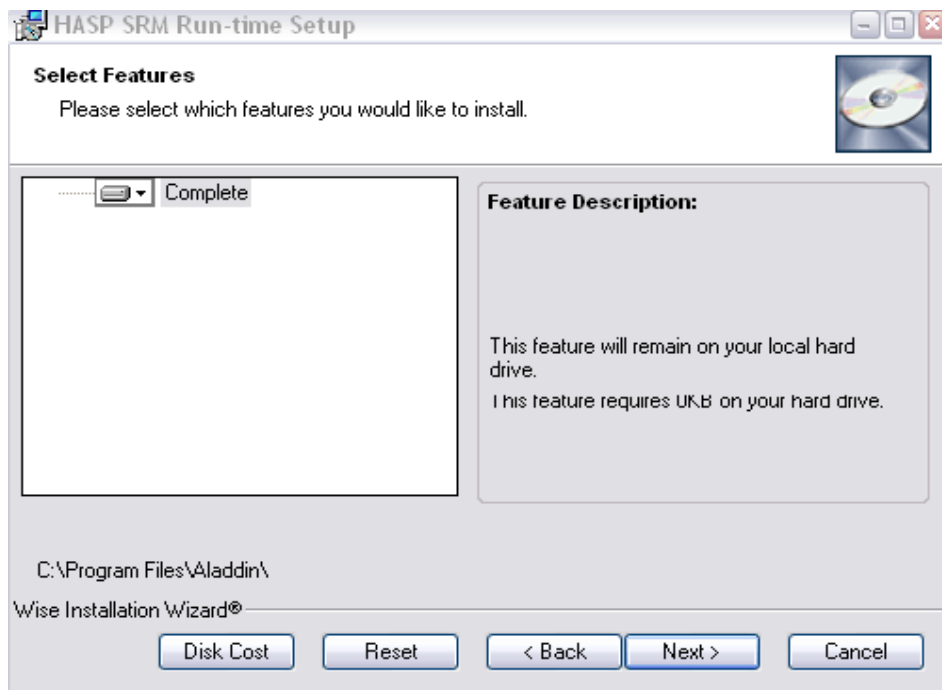 HASP SRM Run-time Setup
Select Features
Please select which features you would like to install.
Complete
Feature Description:
This feature will remain on your local hard
drive.
This feature requires 0KB on your hard drive.
C:\Program Files\Aladdin\
Wise Installation Wizard®
Disk Cost
Reset
< Back
Next >
Cancel